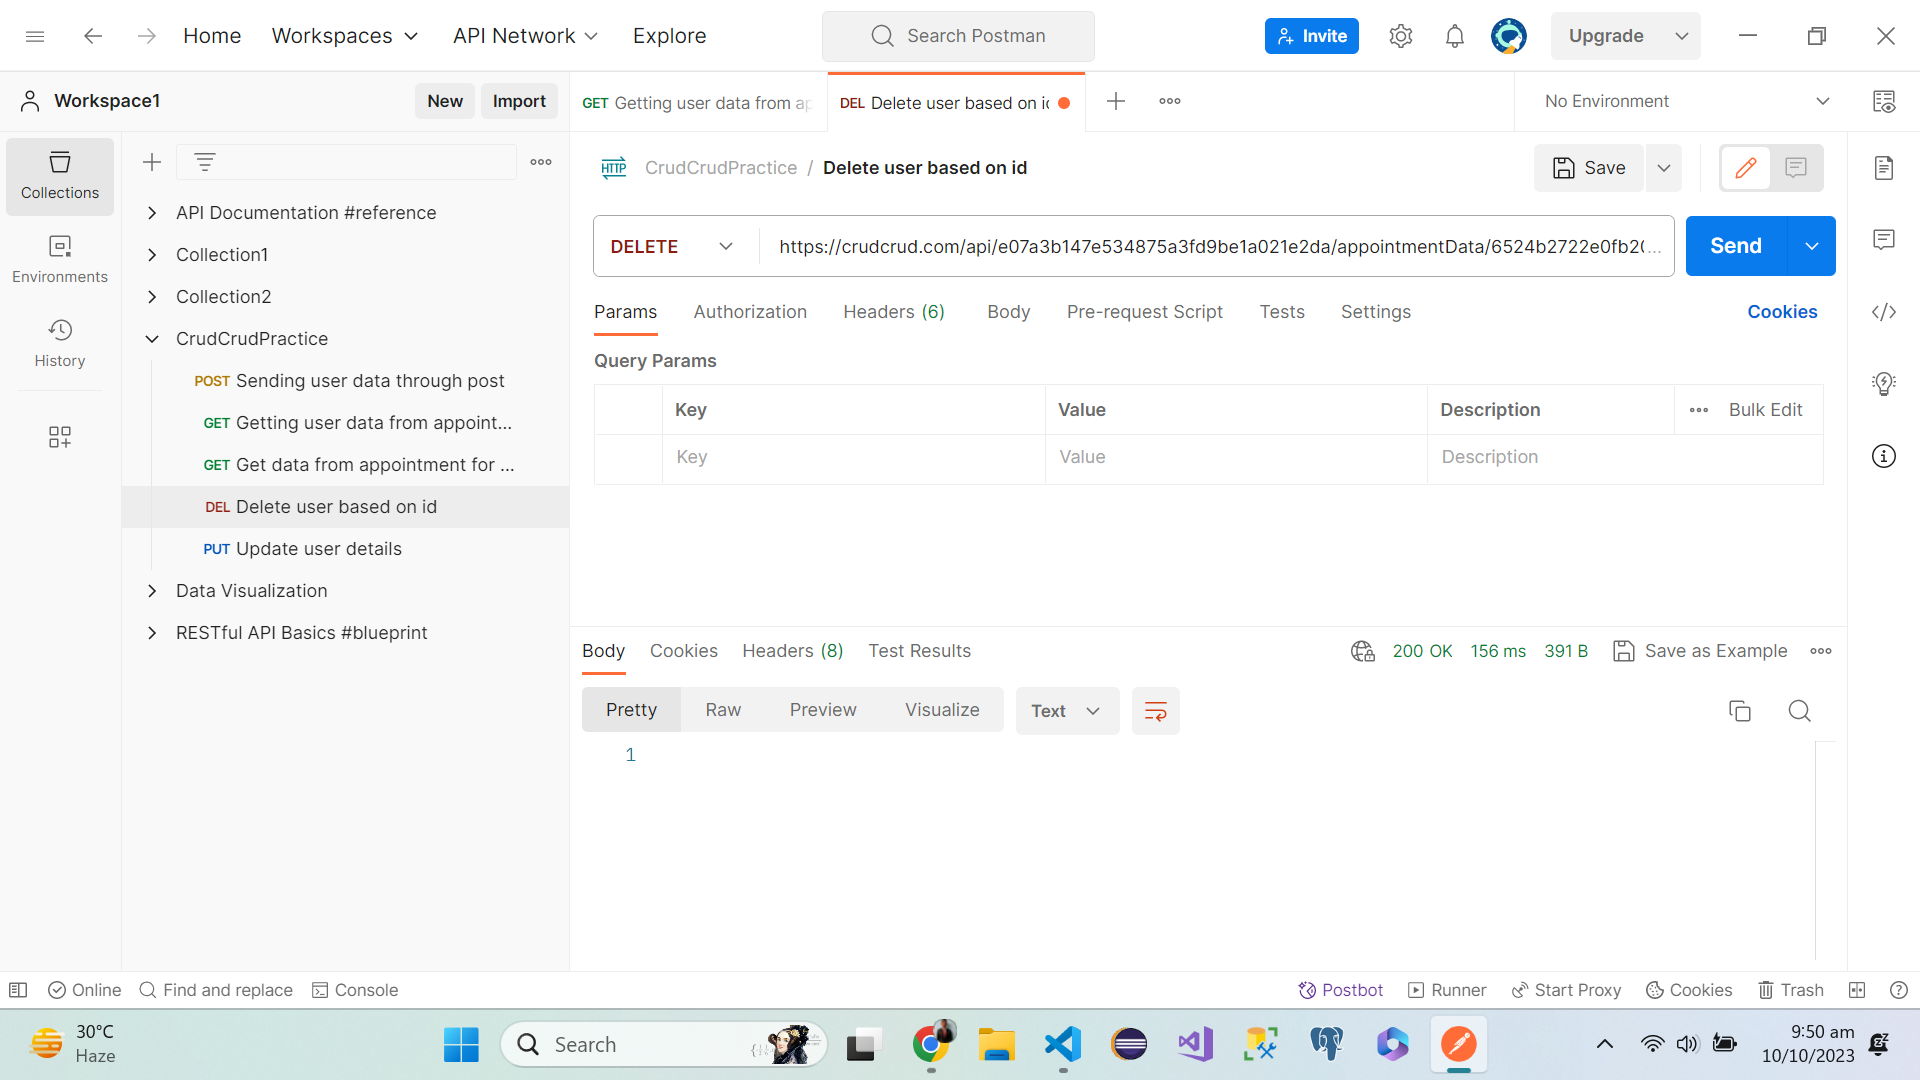 Home Workspaces API Network Explore Search Postman Invite Upgrade
Workspace1 New Import
GET Getting user data from ap DEL Delete user based on id No Environment
Collections
Environments
History
API Documentation #reference
Collection1
Collection2
CrudCrudPractice
POST Sending user data through post
GET Getting user data from appoint...
GET Get data from appointment for ...
DEL Delete user based on id
PUT Update user details
Data Visualization
RESTful API Basics #blueprint
HTTP CrudCrudPractice / Delete user based on id Save
DELETE https://crudcrud.com/api/e07a3b147e534875a3fd9be1a021e2da/appointmentData/6524b2722e0fb20... Send
Params Authorization Headers (6) Body Pre-request Script Tests Settings Cookies
Query Params
Key Value Description Bulk Edit
Key Value Description
Body Cookies Headers (8) Test Results 200 OK 156 ms 391 B Save as Example
Pretty Raw Preview Visualize Text
1
Online Find and replace Console Postbot Runner Start Proxy Cookies Trash
30°C
Haze
Search
9:50 am
10/10/2023